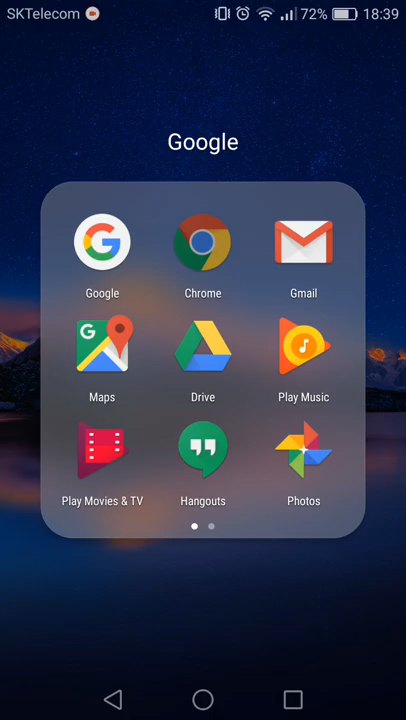 SKTelecom 72% 18:39
Google
Google Chrome Gmail
G
Maps Drive Play Music
Play Movies & TV Hangouts Photos